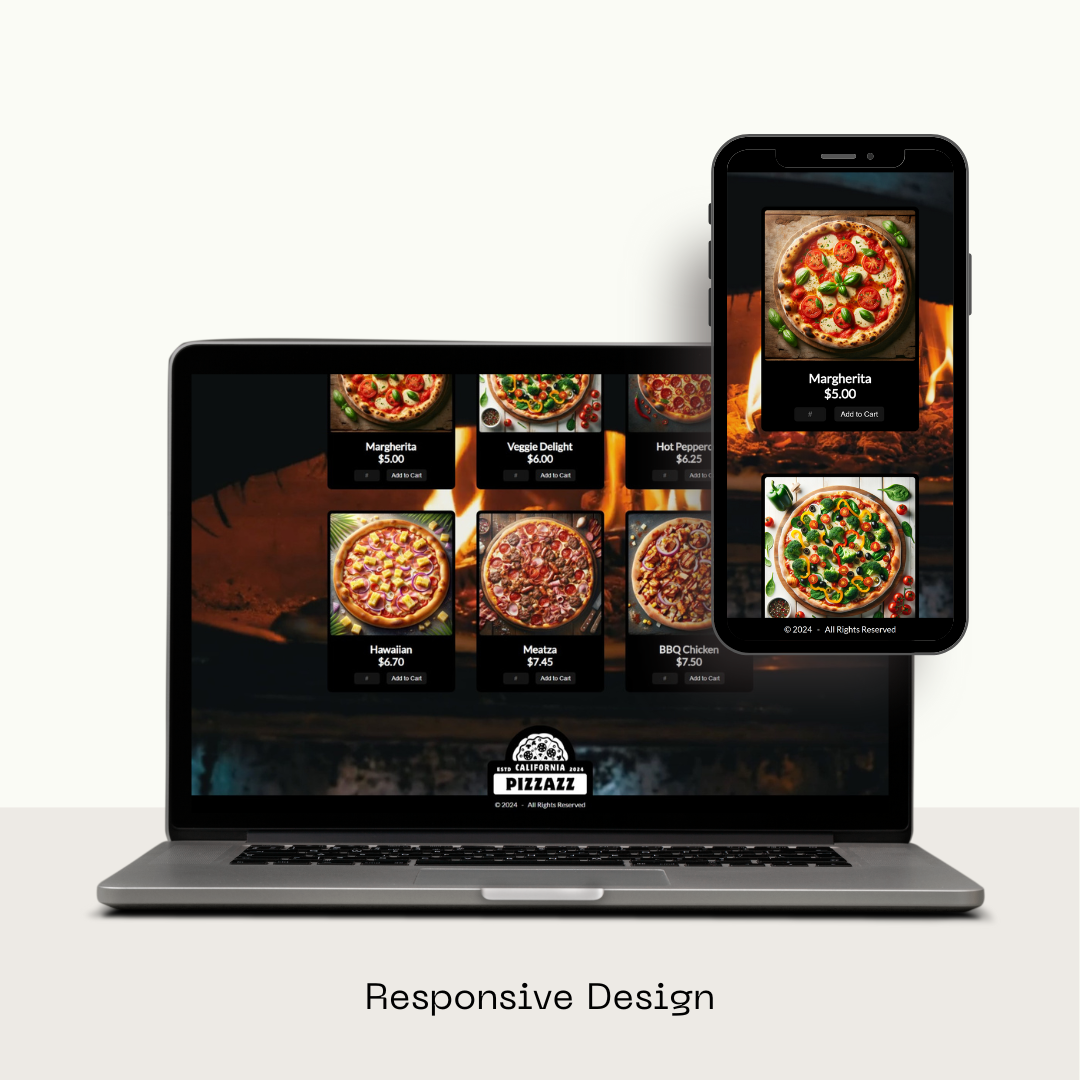 Margherita
$5.00
# Add to Cart
© 2024 - All Rights Reserved
Margherita Veggie Delight Hot Pepper
$5.00 $6.00 $6.25
# Add to Cart # Add to Cart # Add to C
Hawaiian Meatza BBQ Chicken
$6.70 $7.45 $7.50
# Add to Cart # Add to Cart # Add to Cart
ESTD CALIFORNIA 2024
PIZZAZZ
© 2024 - All Rights Reserved
Responsive Design